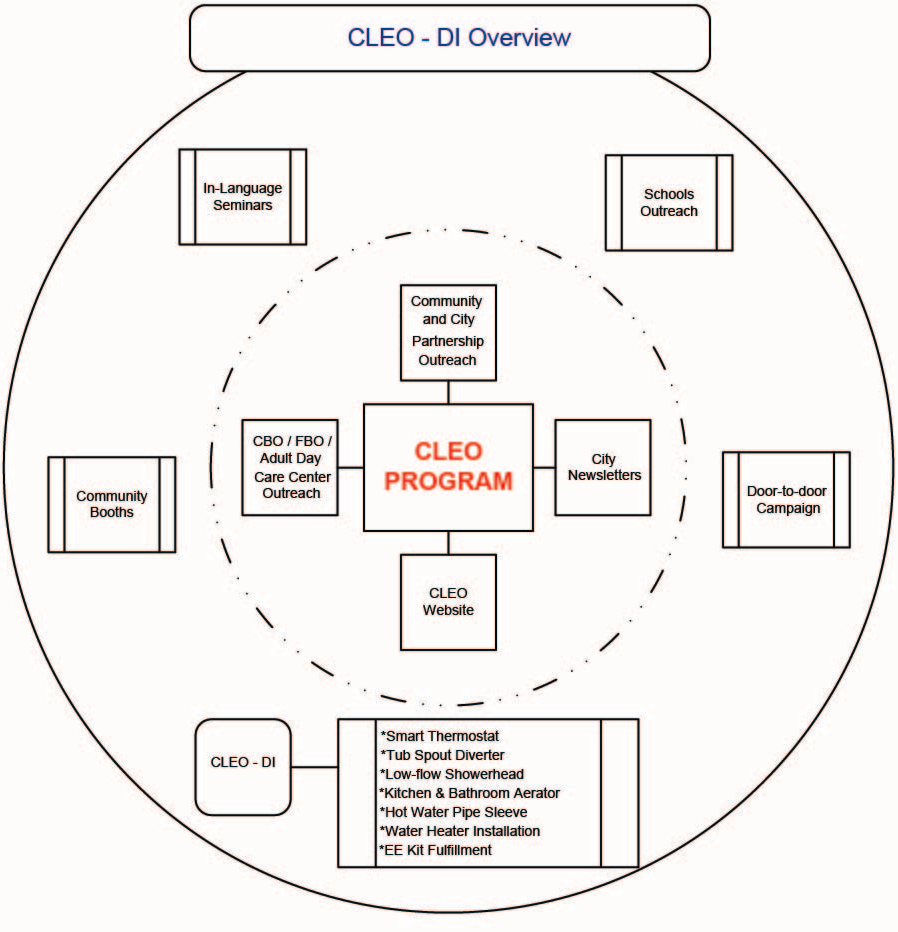 CLEO - DI Overview
In-Language
Seminars
Schools
Outreach
Community
and City
Partnership
Outreach
CBO / FBO /
Adult Day
Care Center
Outreach
CLEO
PROGRAM
City
Newsletters
Community
Booths
Door-to-door
Campaign
CLEO
Website
CLEO - DI
*Smart Thermostat
*Tub Spout Diverter
*Low-flow Showerhead
*Kitchen & Bathroom Aerator
*Hot Water Pipe Sleeve
*Water Heater Installation
*EE Kit Fulfillment